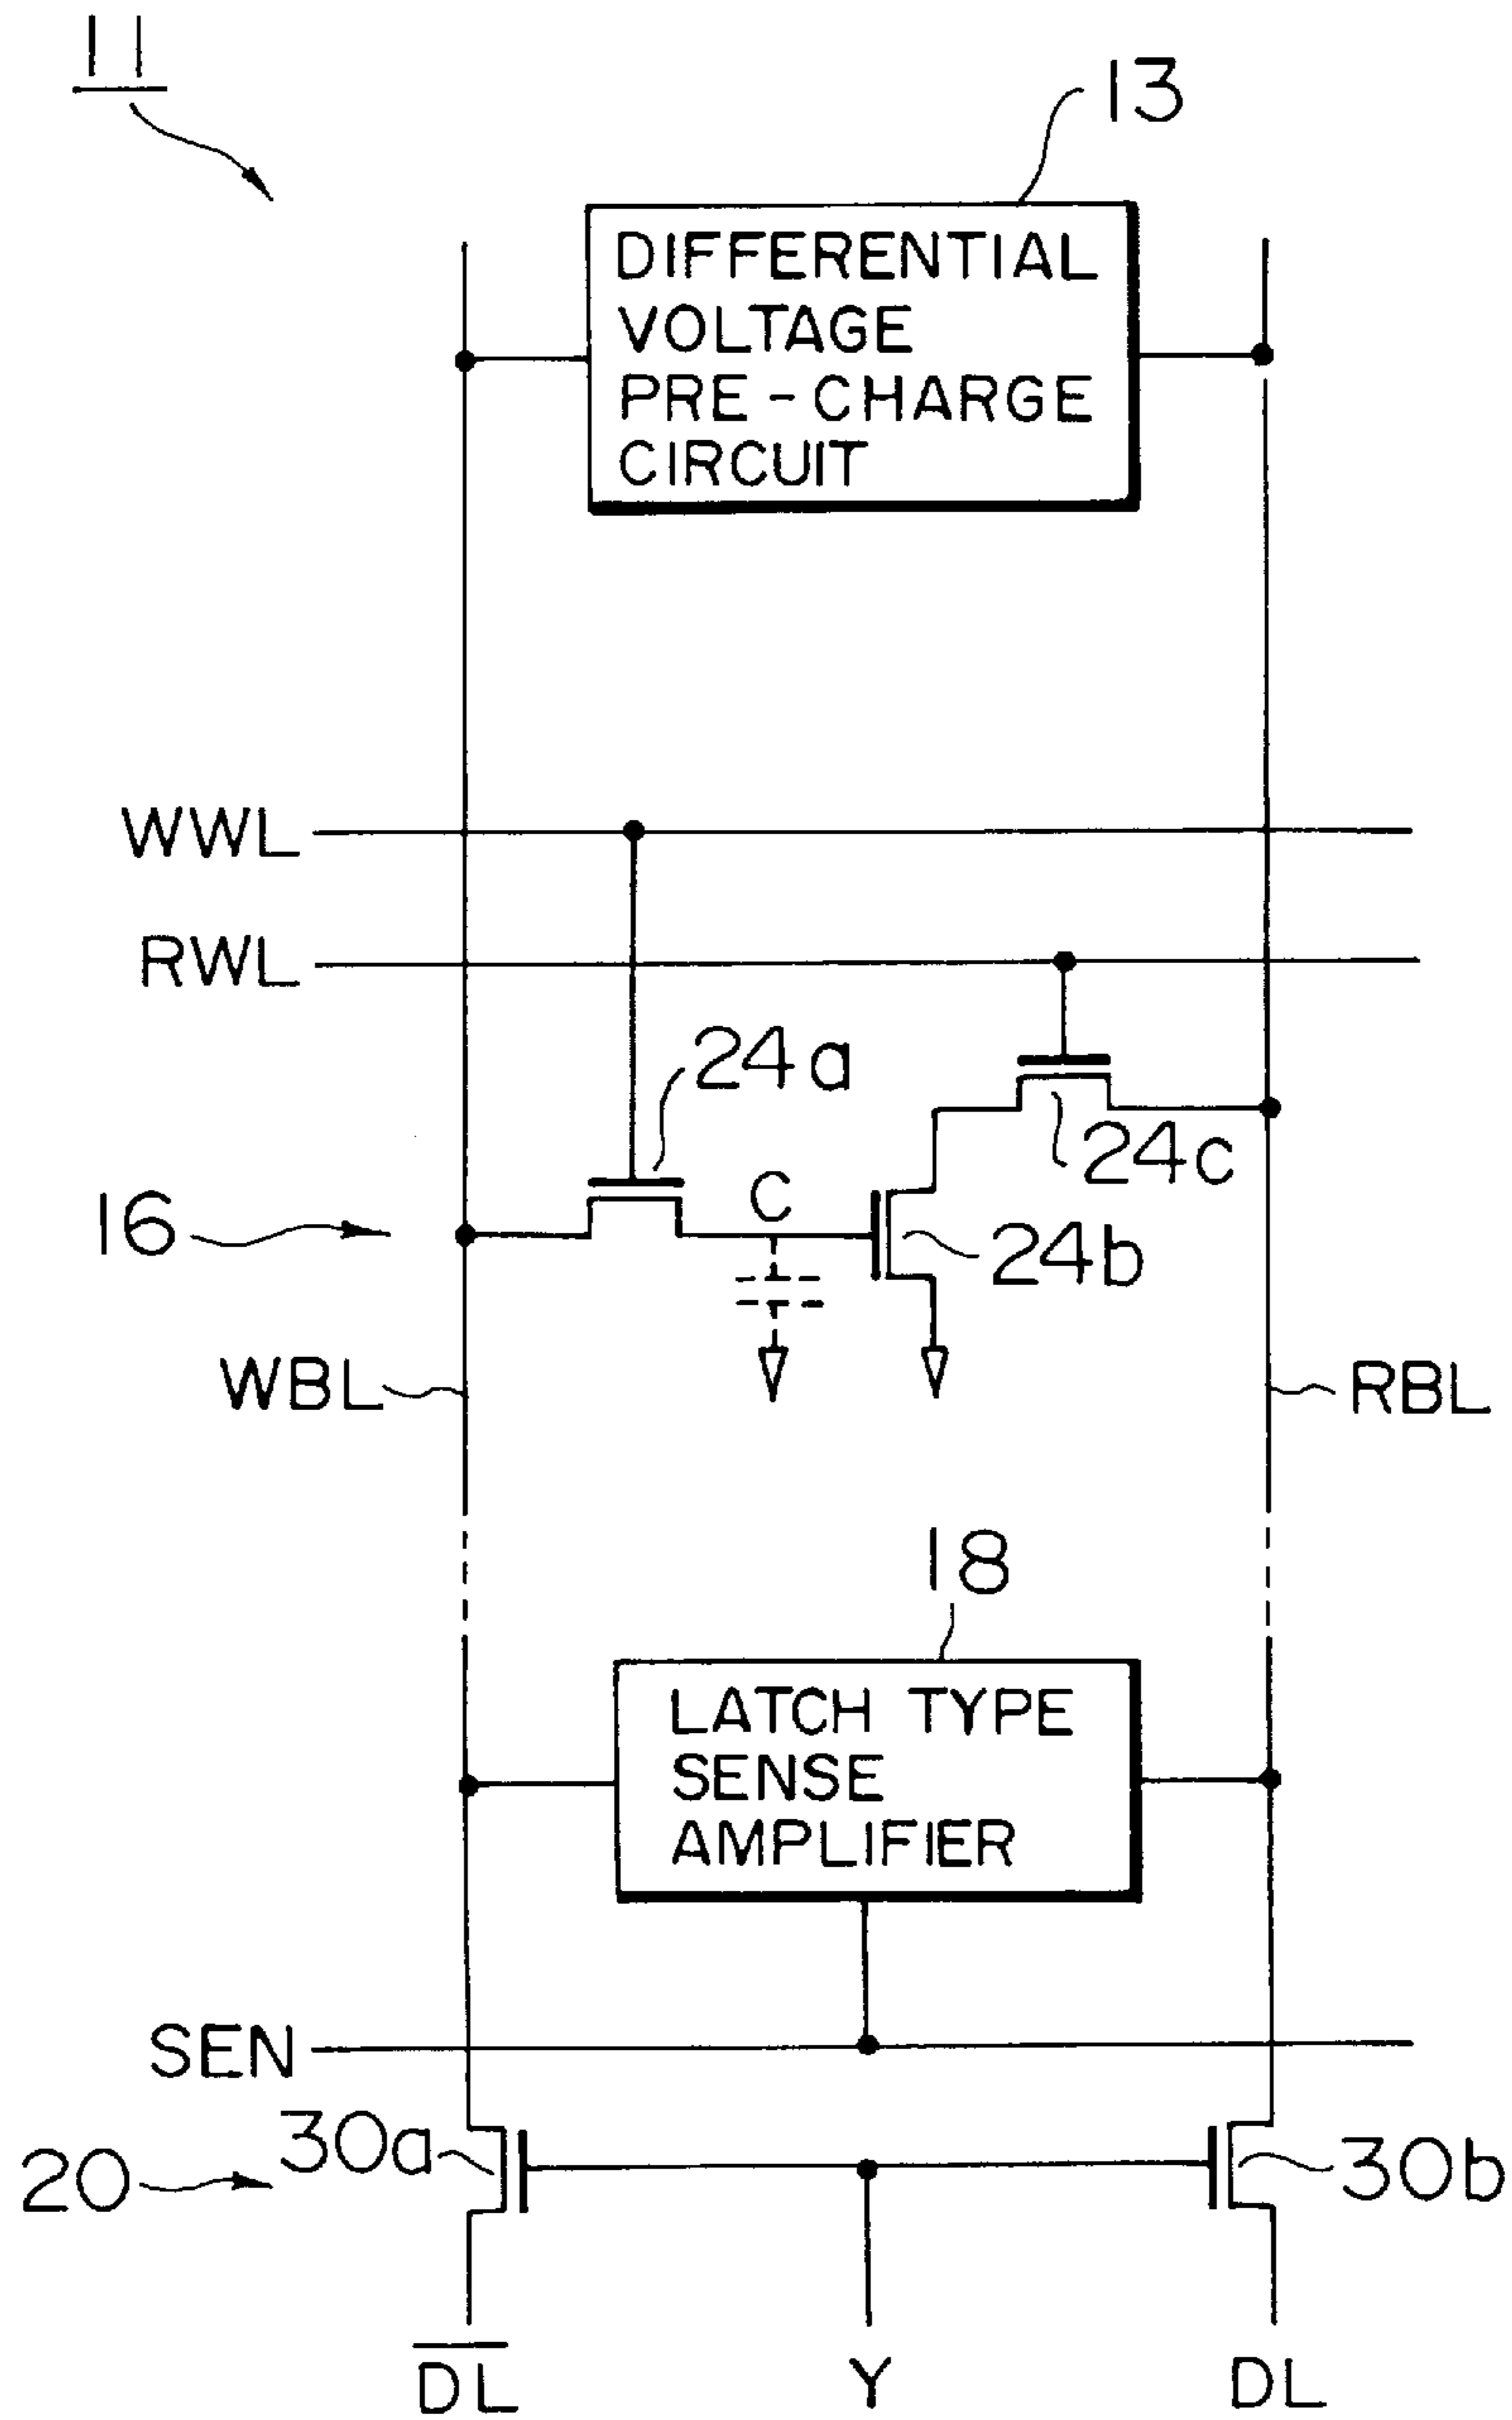 11
13
DIFFERENTIAL
VOLTAGE
PRE-CHARGE
CIRCUIT
WWL
RWL
24a
24c
16
C
24b
WBL
RBL
18
LATCH TYPE
SENSE
AMPLIFIER
SEN
30a
20
30b
D̅L̅
Y
DL